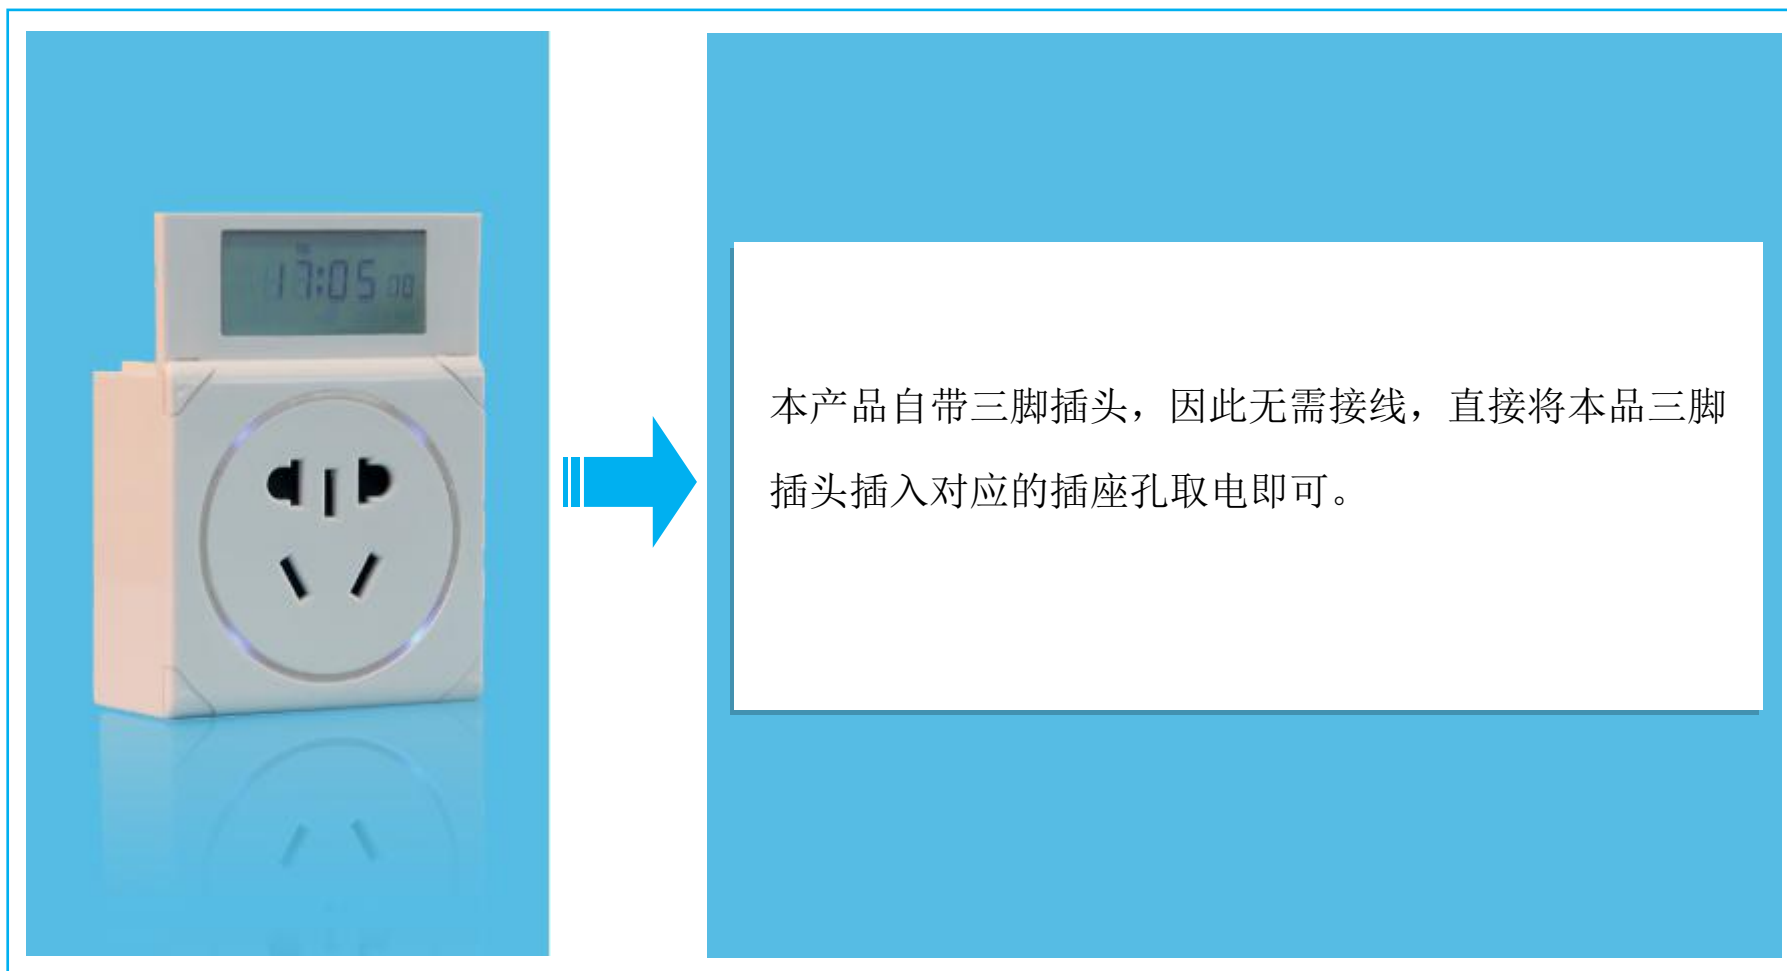 17:05 00
本产品自带三脚插头，因此无需接线，直接将本品三脚
插头插入对应的插座孔取电即可。